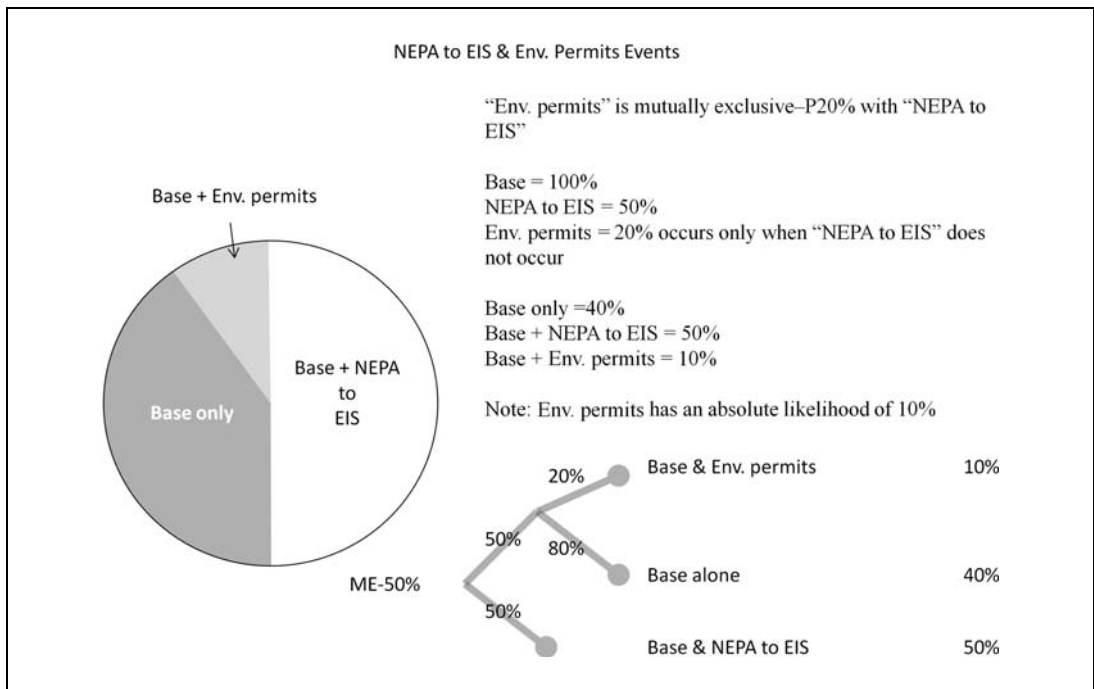 NEPA to EIS & Env. Permits Events
“Env. permits” is mutually exclusive–P20% with “NEPA to
EIS”
Base = 100%
NEPA to EIS = 50%
Env. permits = 20% occurs only when “NEPA to EIS” does
not occur
Base only =40%
Base + NEPA to EIS = 50%
Base + Env. permits = 10%
Note: Env. permits has an absolute likelihood of 10%
Base + Env. permits
Base only
Base + NEPA
to
EIS
ME-50%
50%
50%
20%
80%
Base & Env. permits 10%
Base alone 40%
Base & NEPA to EIS 50%